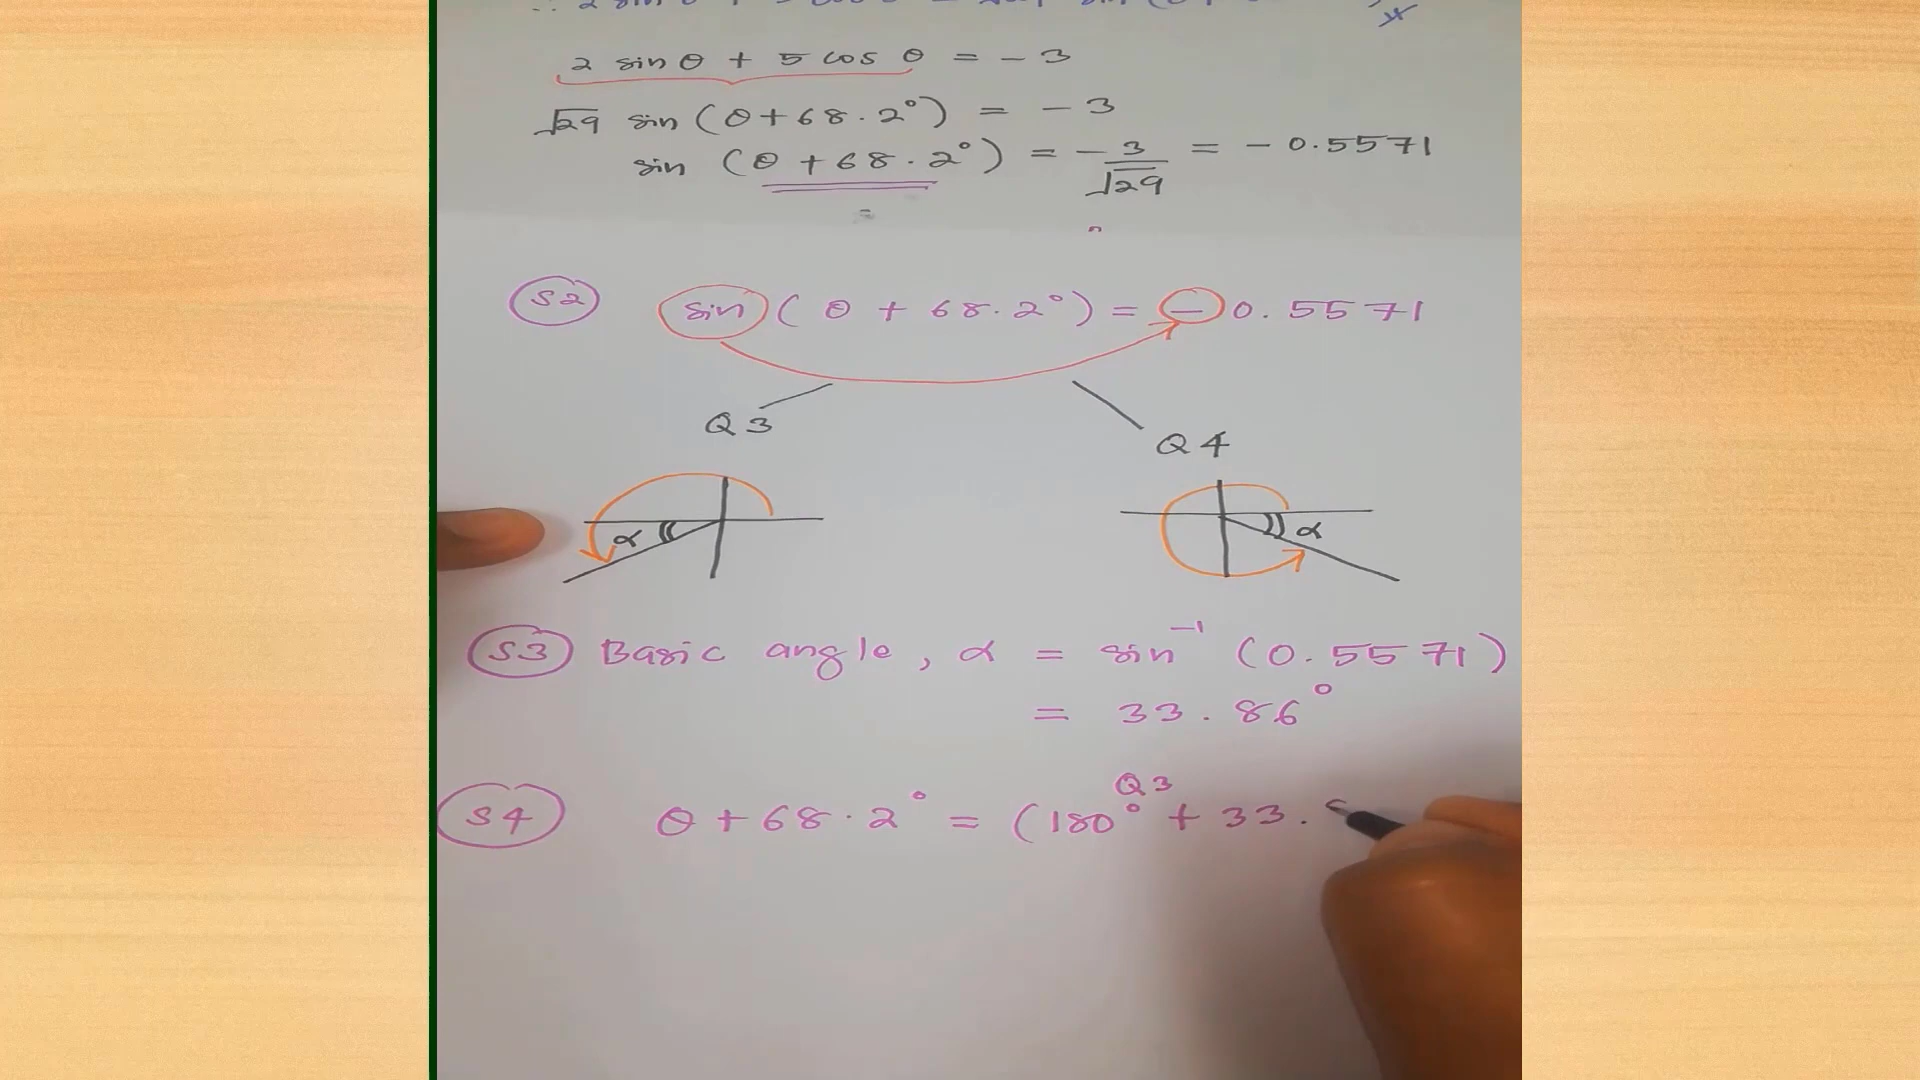 2 sin θ + 5 cos θ = - 3
√29 sin (θ + 68.2°) = - 3
sin (θ + 68.2°) = - 3/√29 = - 0.5571
S2 sin (θ + 68.2°) = - 0.5571
Q3 Q4
α α
S3 Basic angle, α = sin⁻¹ (0.5571)
= 33.86°
Q3
S4 θ + 68.2° = (180° + 33.